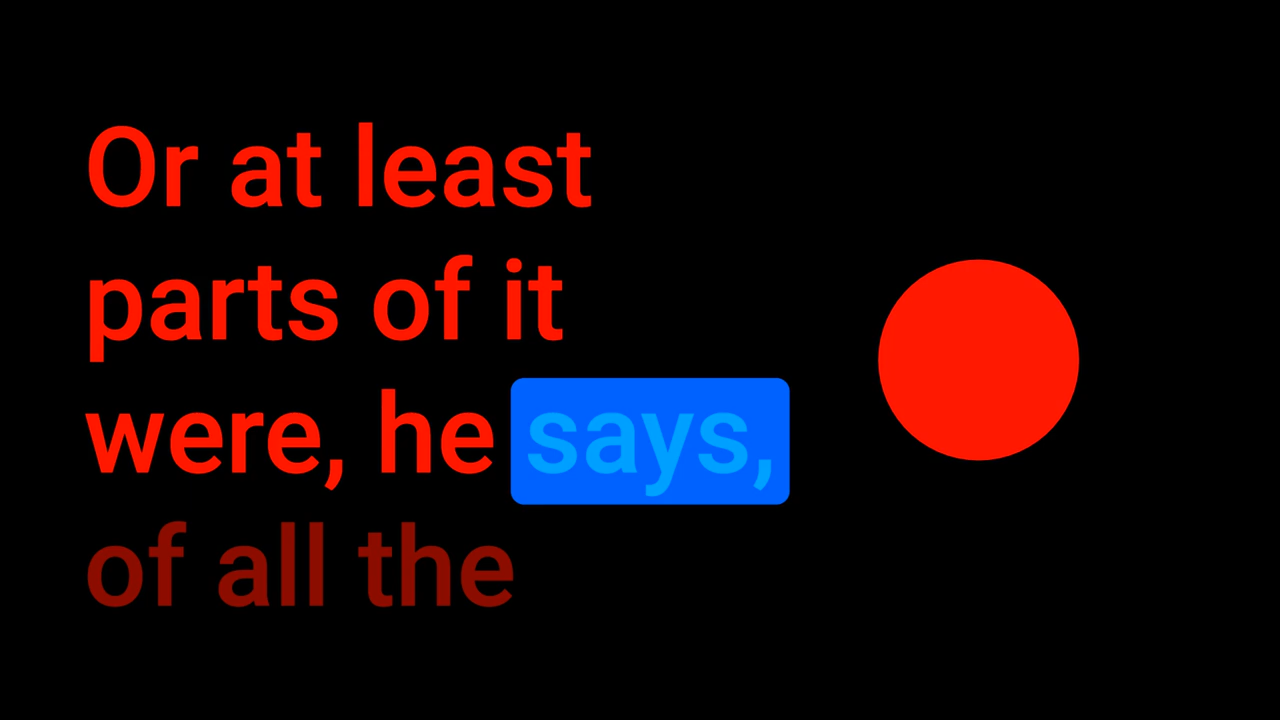 Or at least
parts of it
were, he says,
of all the